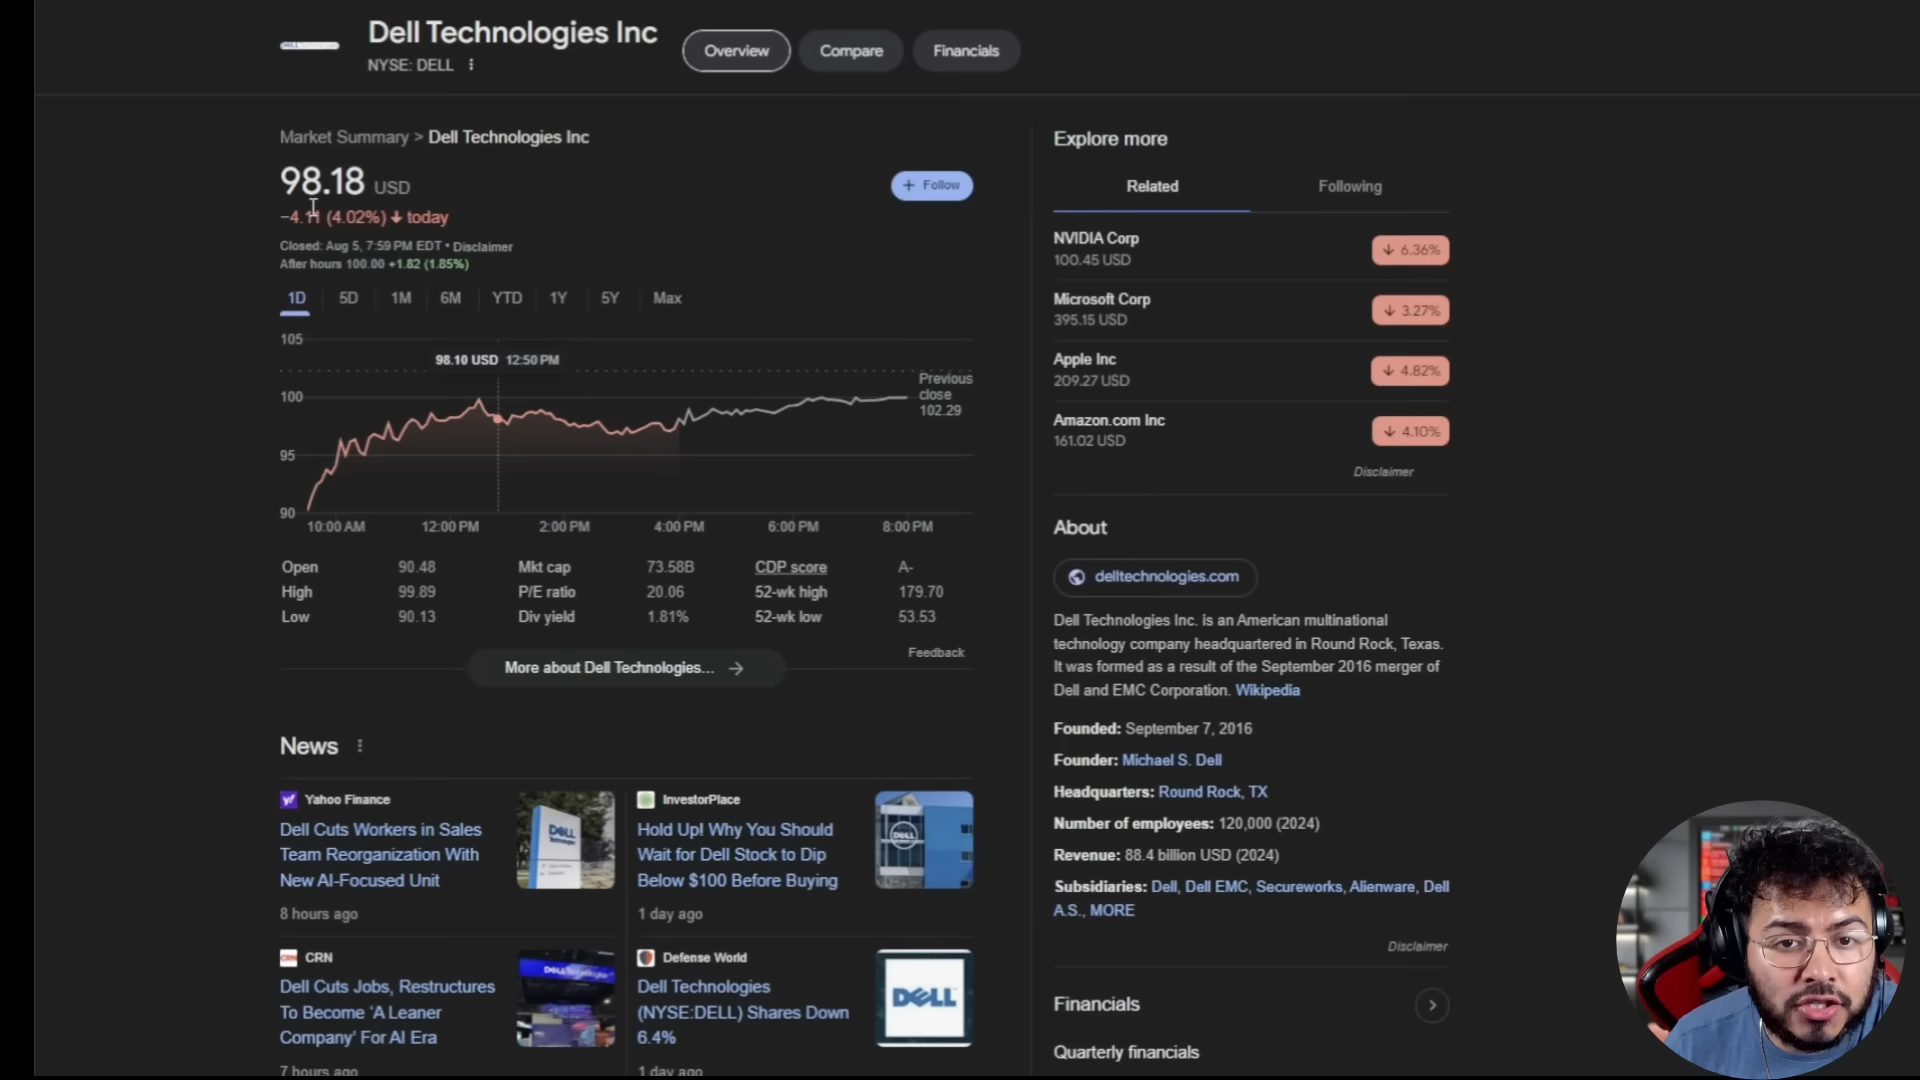 Dell Technologies Inc
NYSE: DELL
Overview
Compare
Financials
Market Summary > Dell Technologies Inc
98.18 USD
−4.11 (4.02%) ↓ today
Closed: Aug 5, 7:59 PM EDT • Disclaimer
After hours 100.00 +1.82 (1.85%)
+ Follow
1D 5D 1M 6M YTD 1Y 5Y Max
105
98.10 USD 12:50 PM
100
95
90
Previous
close
102.29
10:00 AM 12:00 PM 2:00 PM 4:00 PM 6:00 PM 8:00 PM
Open 90.48 Mkt cap 73.58B CDP score A-
High 99.89 P/E ratio 20.06 52-wk high 179.70
Low 90.13 Div yield 1.81% 52-wk low 53.53
Feedback
More about Dell Technologies... →
News
Yahoo Finance
Dell Cuts Workers in Sales
Team Reorganization With
New AI-Focused Unit
8 hours ago
InvestorPlace
Hold Up! Why You Should
Wait for Dell Stock to Dip
Below $100 Before Buying
1 day ago
CRN
Dell Cuts Jobs, Restructures
To Become ‘A Leaner
Company’ For AI Era
7 hours ago
Defense World
Dell Technologies
(NYSE:DELL) Shares Down
6.4%
1 day ago
DELL
Explore more
Related
Following
NVIDIA Corp
100.45 USD
↓ 6.36%
Microsoft Corp
395.15 USD
↓ 3.27%
Apple Inc
209.27 USD
↓ 4.82%
Amazon.com Inc
161.02 USD
↓ 4.10%
Disclaimer
About
delltechnologies.com
Dell Technologies Inc. is an American multinational
technology company headquartered in Round Rock, Texas.
It was formed as a result of the September 2016 merger of
Dell and EMC Corporation. Wikipedia
Founded: September 7, 2016
Founder: Michael S. Dell
Headquarters: Round Rock, TX
Number of employees: 120,000 (2024)
Revenue: 88.4 billion USD (2024)
Subsidiaries: Dell, Dell EMC, Secureworks, Alienware, Dell
A.S., MORE
Disclaimer
Financials
Quarterly financials